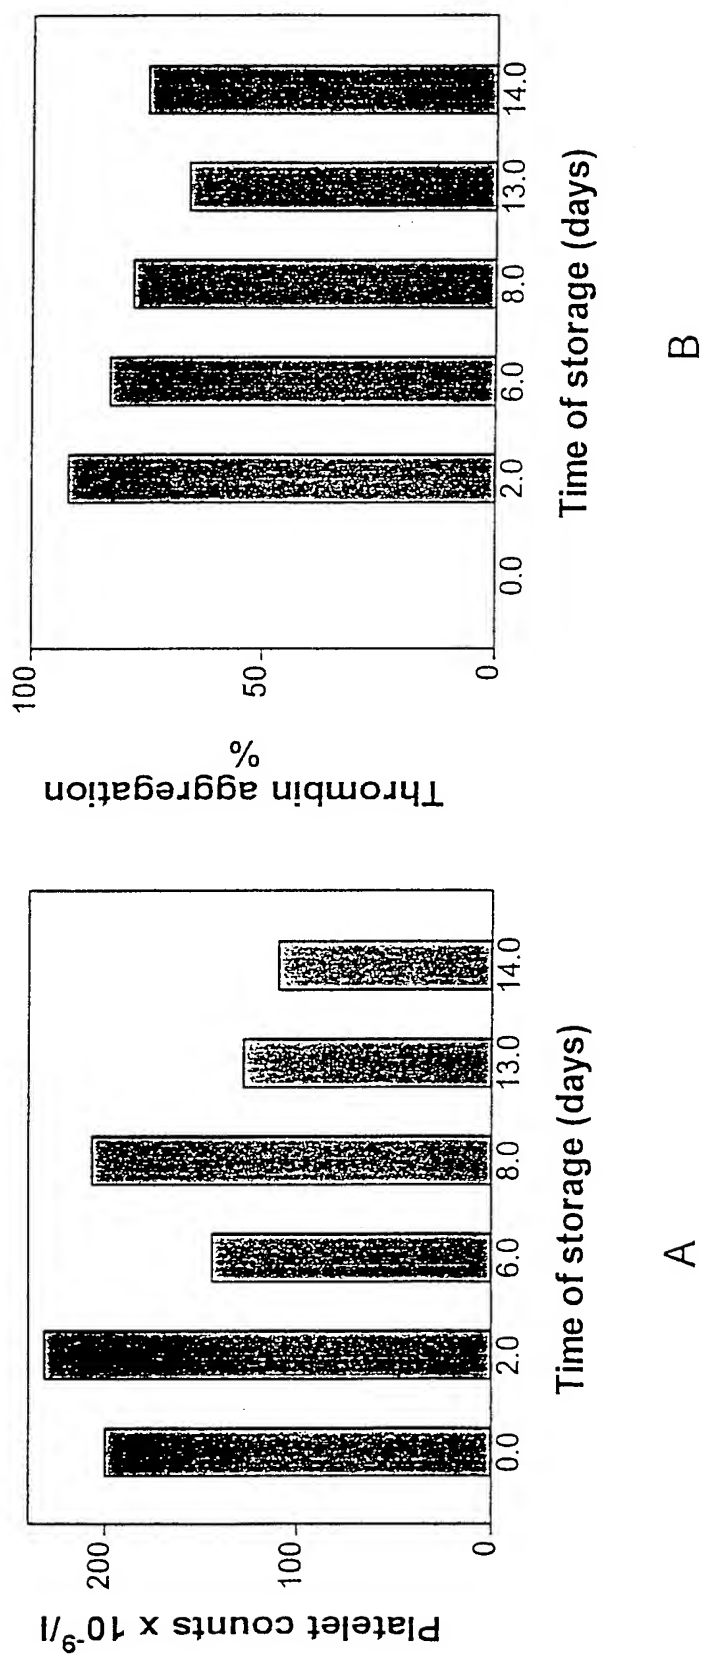 Platelet counts x 10⁻⁹/l
200
100
0
0.0 2.0 6.0 8.0 13.0 14.0
Time of storage (days)
A
Thrombin aggregation
%
100
50
0
0.0 2.0 6.0 8.0 13.0 14.0
Time of storage (days)
B